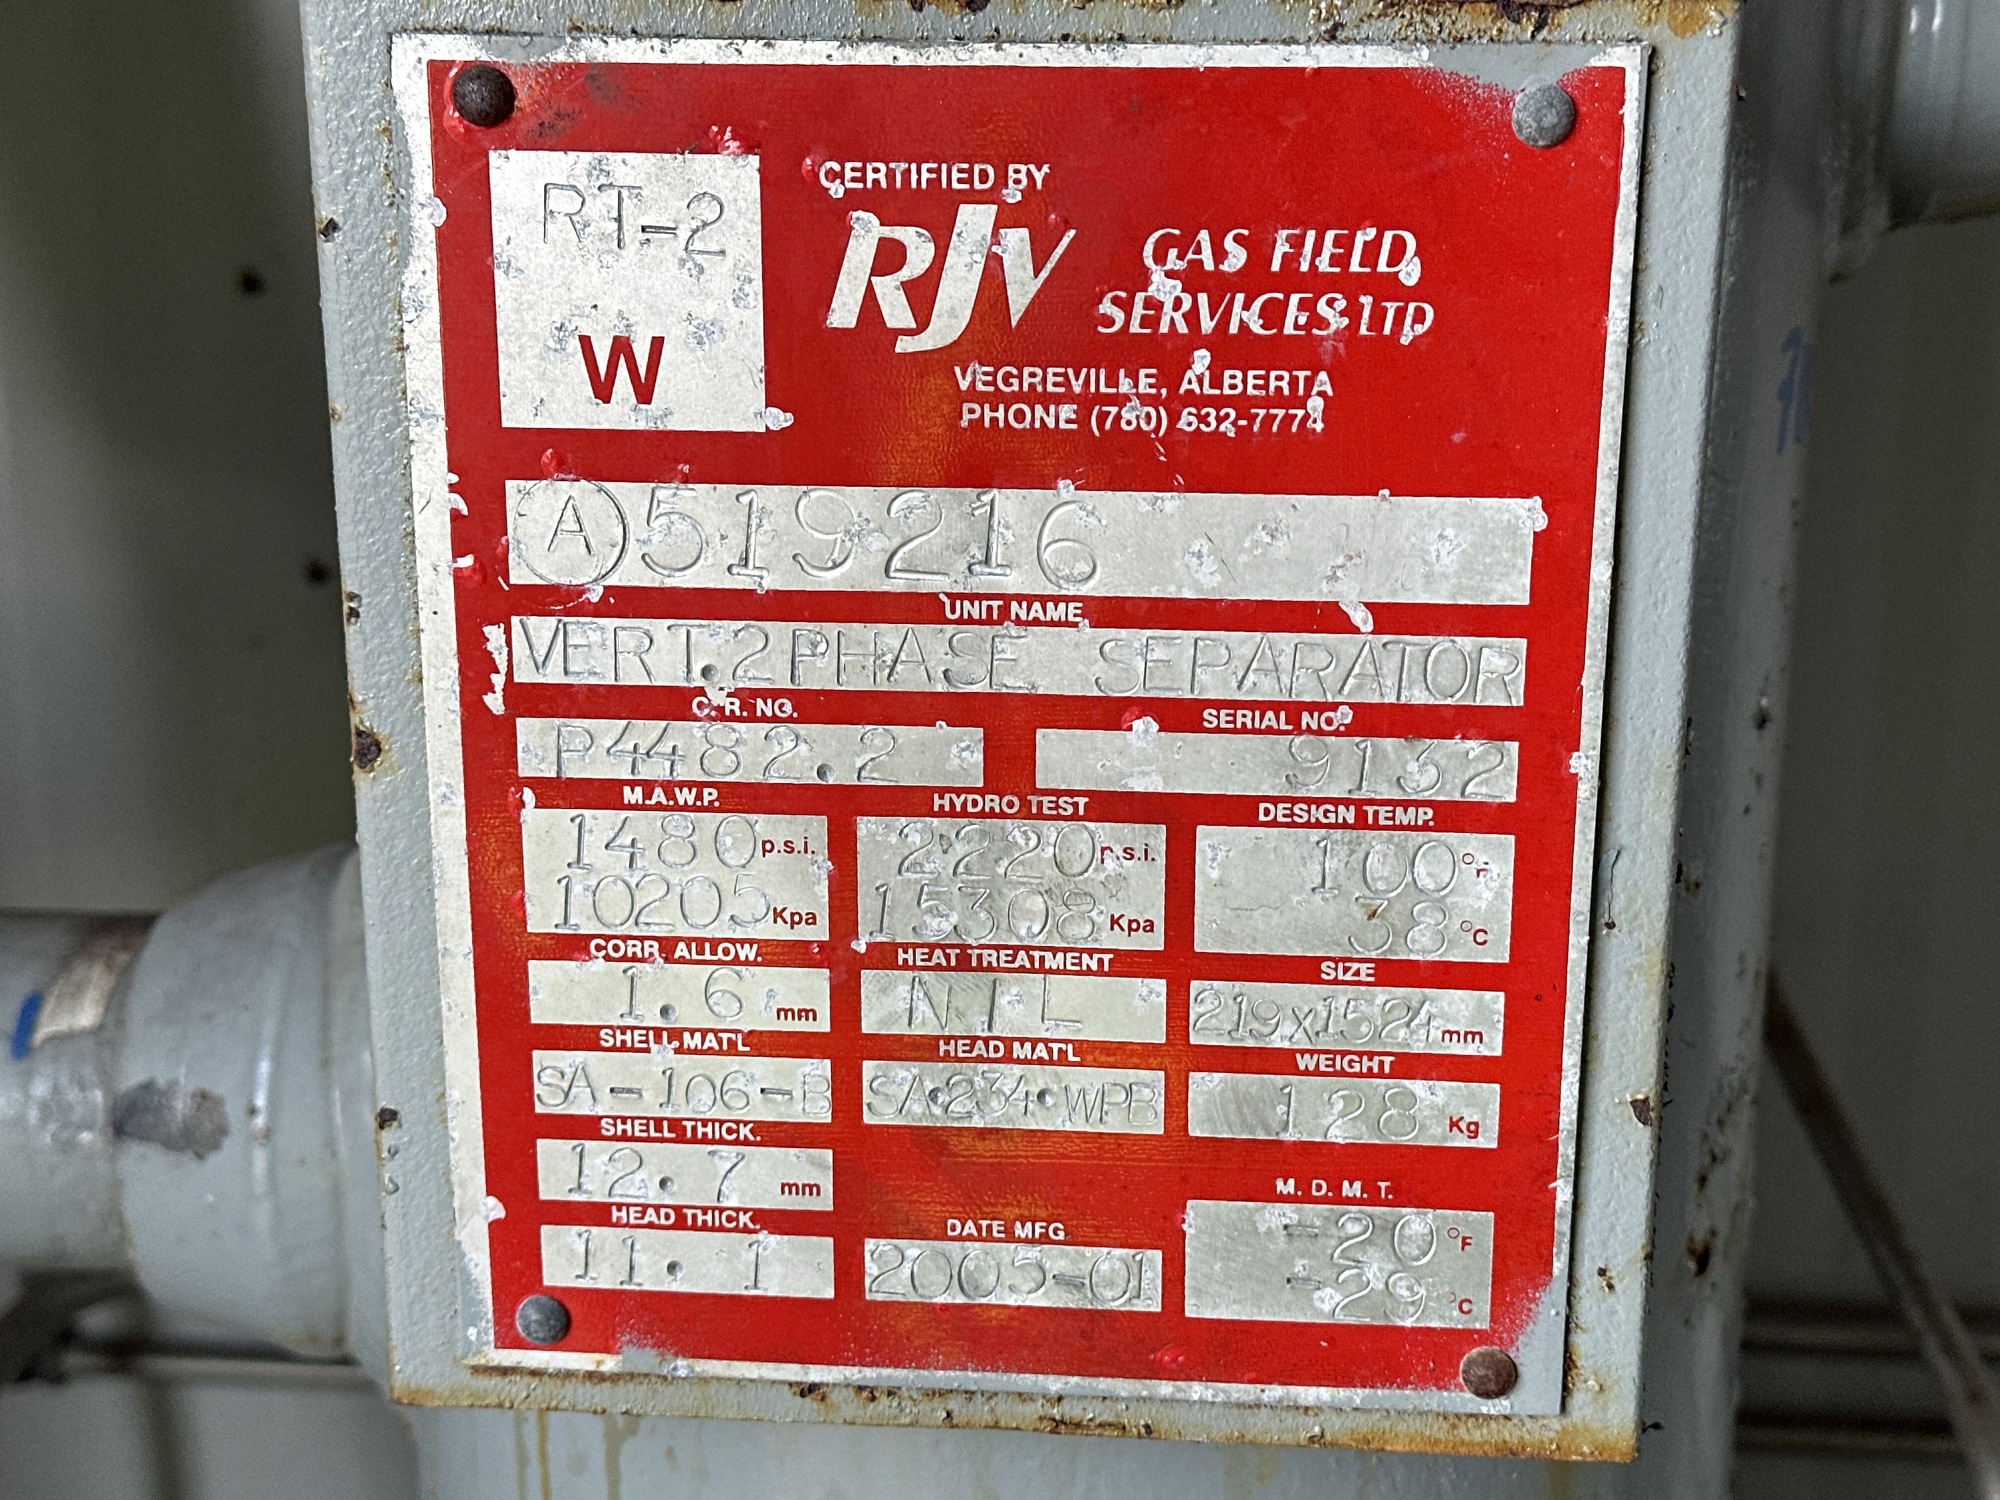 RT-2
W
CERTIFIED BY
RJV GAS FIELD
SERVICES LTD
VEGREVILLE, ALBERTA
PHONE (780) 632-7774
A 519216
UNIT NAME
VERT.2PHASE SEPARATOR
C.R. NO. SERIAL NO.
P4482.2 9132
M.A.W.P. HYDRO TEST DESIGN TEMP.
1480 p.s.i. 2220 p.s.i. 100 °F
10205 Kpa 15308 Kpa 38 °C
CORR. ALLOW. HEAT TREATMENT SIZE
1.6 mm NIL 219x1524 mm
SHELL MAT'L HEAD MAT'L WEIGHT
SA-106-B SA·234·WPB 128 Kg
SHELL THICK.
12.7 mm
M. D. M. T.
HEAD THICK. DATE MFG -20 °F
11.1 2005-01 -29 °C